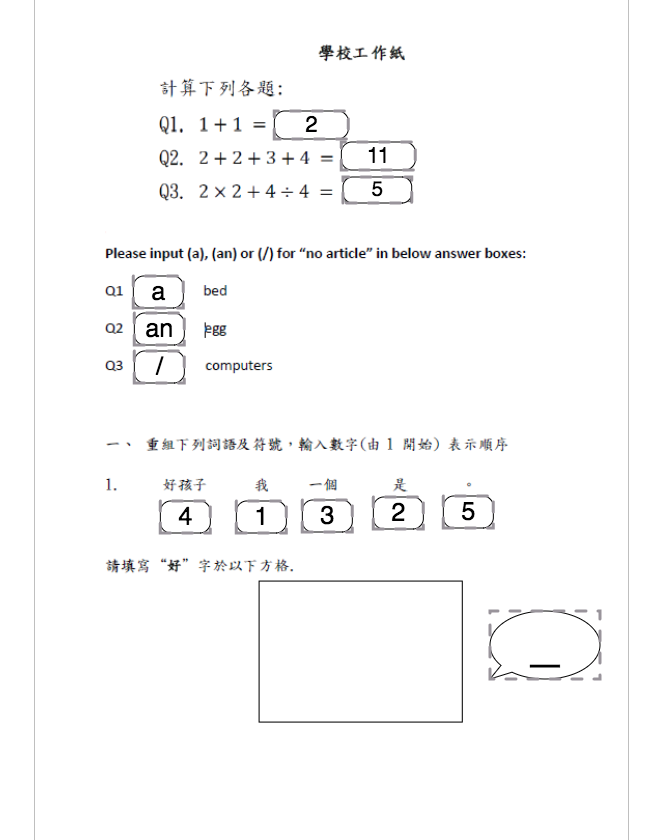 學校工作紙
計算下列各題:
Q1. 1 + 1 = 2
Q2. 2 + 2 + 3 + 4 = 11
Q3. 2 × 2 + 4 ÷ 4 = 5
Please input (a), (an) or (/) for “no article” in below answer boxes:
Q1 a bed
Q2 an egg
Q3 / computers
一、 重組下列詞語及符號，輸入數字(由 1 開始) 表示順序
1. 好孩子 我 一個 是 。
4 1 3 2 5
請填寫“好”字於以下方格.